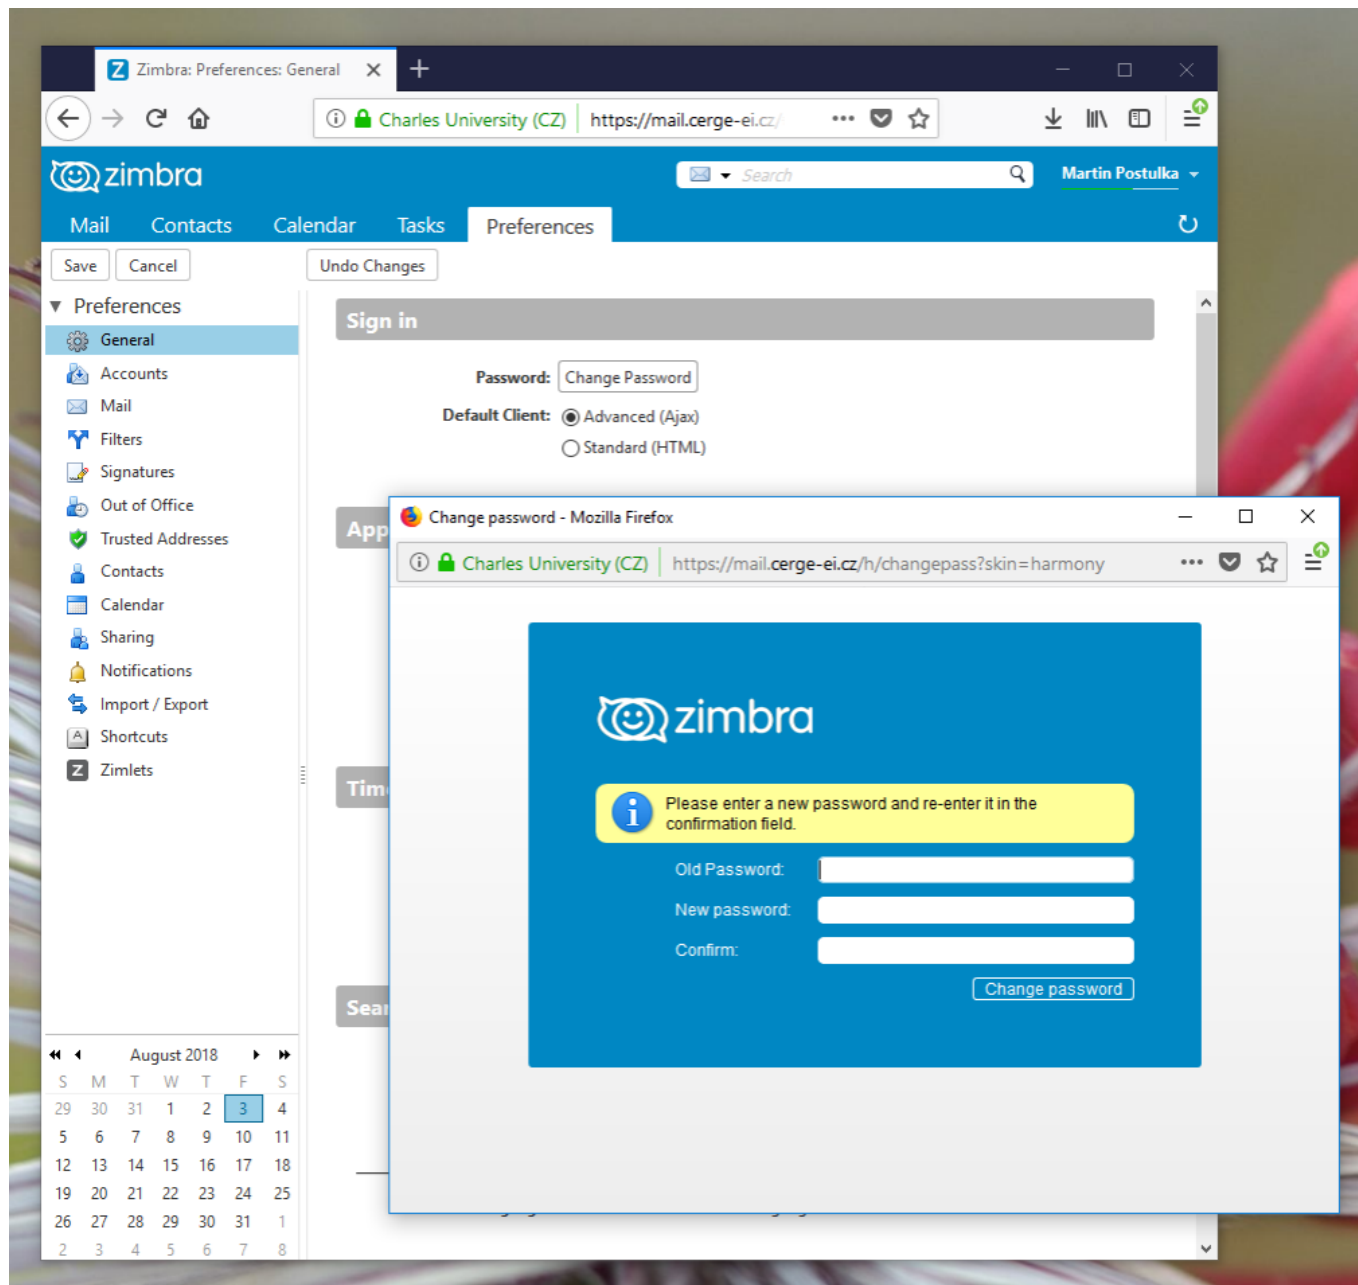 Zimbra: Preferences: General
Charles University (CZ) https://mail.cerge-ei.cz/
zimbra
Search
Martin Postulka
Mail Contacts Calendar Tasks Preferences
Save Cancel Undo Changes
Preferences
General
Accounts
Mail
Filters
Signatures
Out of Office
Trusted Addresses
Contacts
Calendar
Sharing
Notifications
Import / Export
Shortcuts
Zimlets
Sign in
Password: Change Password
Default Client: Advanced (Ajax)
Standard (HTML)
App
Tim
Sear
Change password - Mozilla Firefox
Charles University (CZ) https://mail.cerge-ei.cz/h/changepass?skin=harmony
zimbra
Please enter a new password and re-enter it in the
confirmation field.
Old Password:
New password:
Confirm:
Change password
August 2018
S M T W T F S
29 30 31 1 2 3 4
5 6 7 8 9 10 11
12 13 14 15 16 17 18
19 20 21 22 23 24 25
26 27 28 29 30 31 1
2 3 4 5 6 7 8